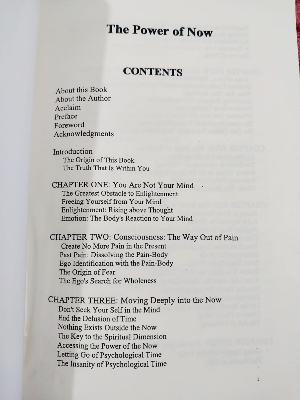 The Power of Now
CONTENTS
About this Book
About the Author
Acclaim
Preface
Foreword
Acknowledgments
Introduction
The Origin of This Book
The Truth That Is Within You
CHAPTER ONE: You Are Not Your Mind
The Greatest Obstacle to Enlightenment
Freeing Yourself from Your Mind
Enlightenment: Rising above Thought
Emotion: The Body's Reaction to Your Mind
CHAPTER TWO: Consciousness: The Way Out of Pain
Create No More Pain in the Present
Past Pain: Dissolving the Pain-Body
Ego Identification with the Pain-Body
The Origin of Fear
The Ego's Search for Wholeness
CHAPTER THREE: Moving Deeply into the Now
Don't Seek Your Self in the Mind
End the Delusion of Time
Nothing Exists Outside the Now
The Key to the Spiritual Dimension
Accessing the Power of the Now
Letting Go of Psychological Time
The Insanity of Psychological Time